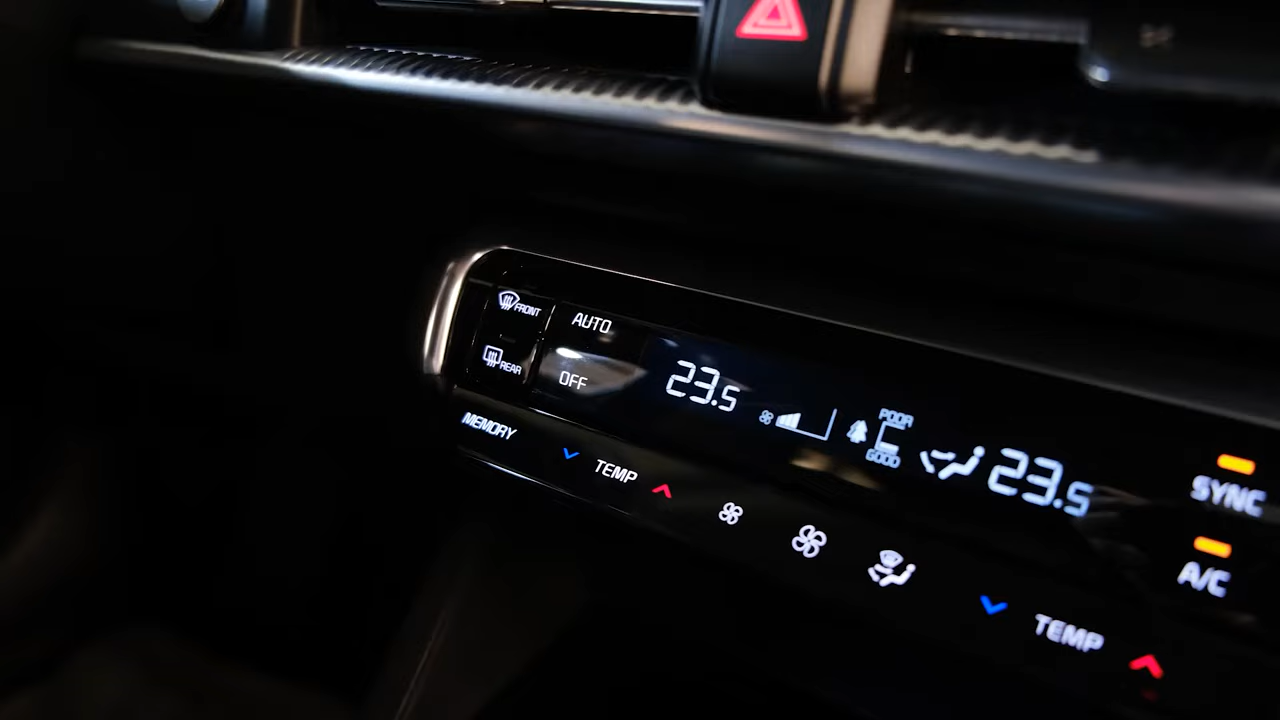 FRONT
AUTO
REAR
OFF
23.5
POOR
GOOD
23.5
SYNC
MEMORY
TEMP
A/C
TEMP